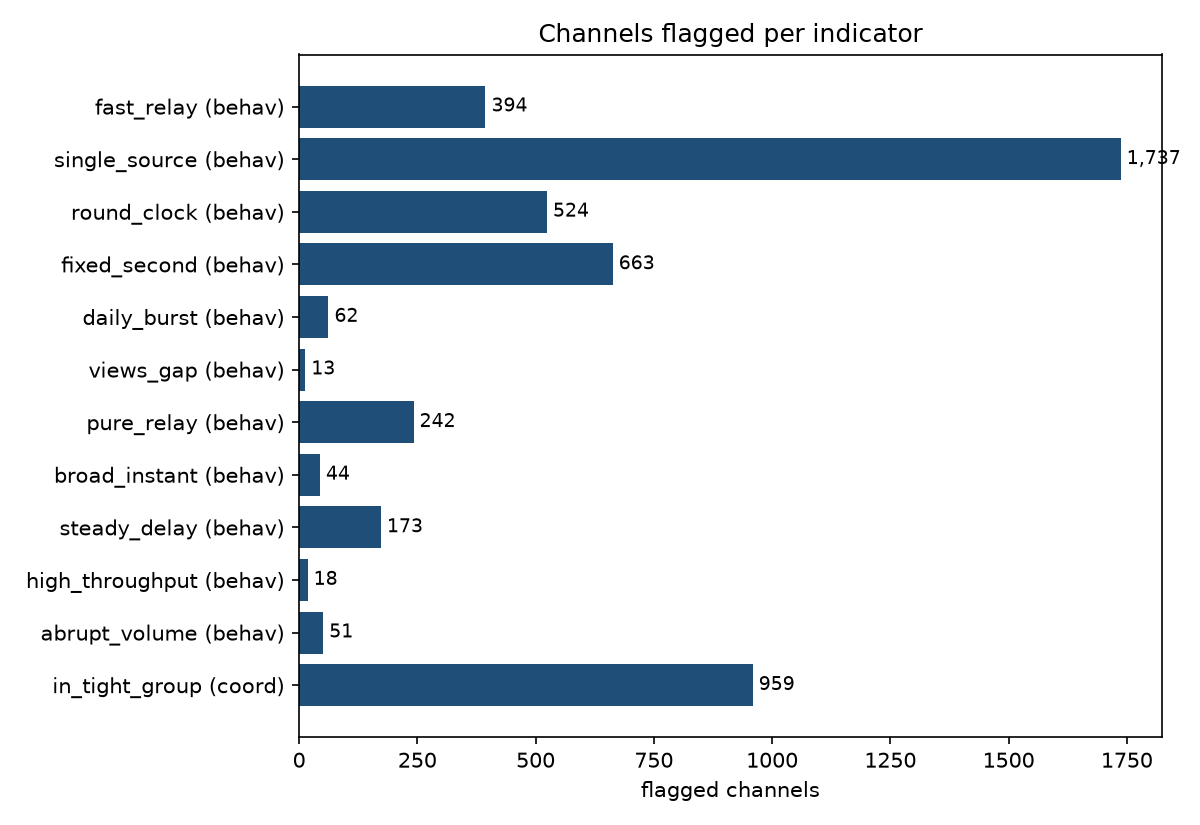 Channels flagged per indicator
fast_relay (behav) 394
single_source (behav) 1,737
round_clock (behav) 524
fixed_second (behav) 663
daily_burst (behav) 62
views_gap (behav) 13
pure_relay (behav) 242
broad_instant (behav) 44
steady_delay (behav) 173
high_throughput (behav) 18
abrupt_volume (behav) 51
in_tight_group (coord) 959
0 250 500 750 1000 1250 1500 1750
flagged channels